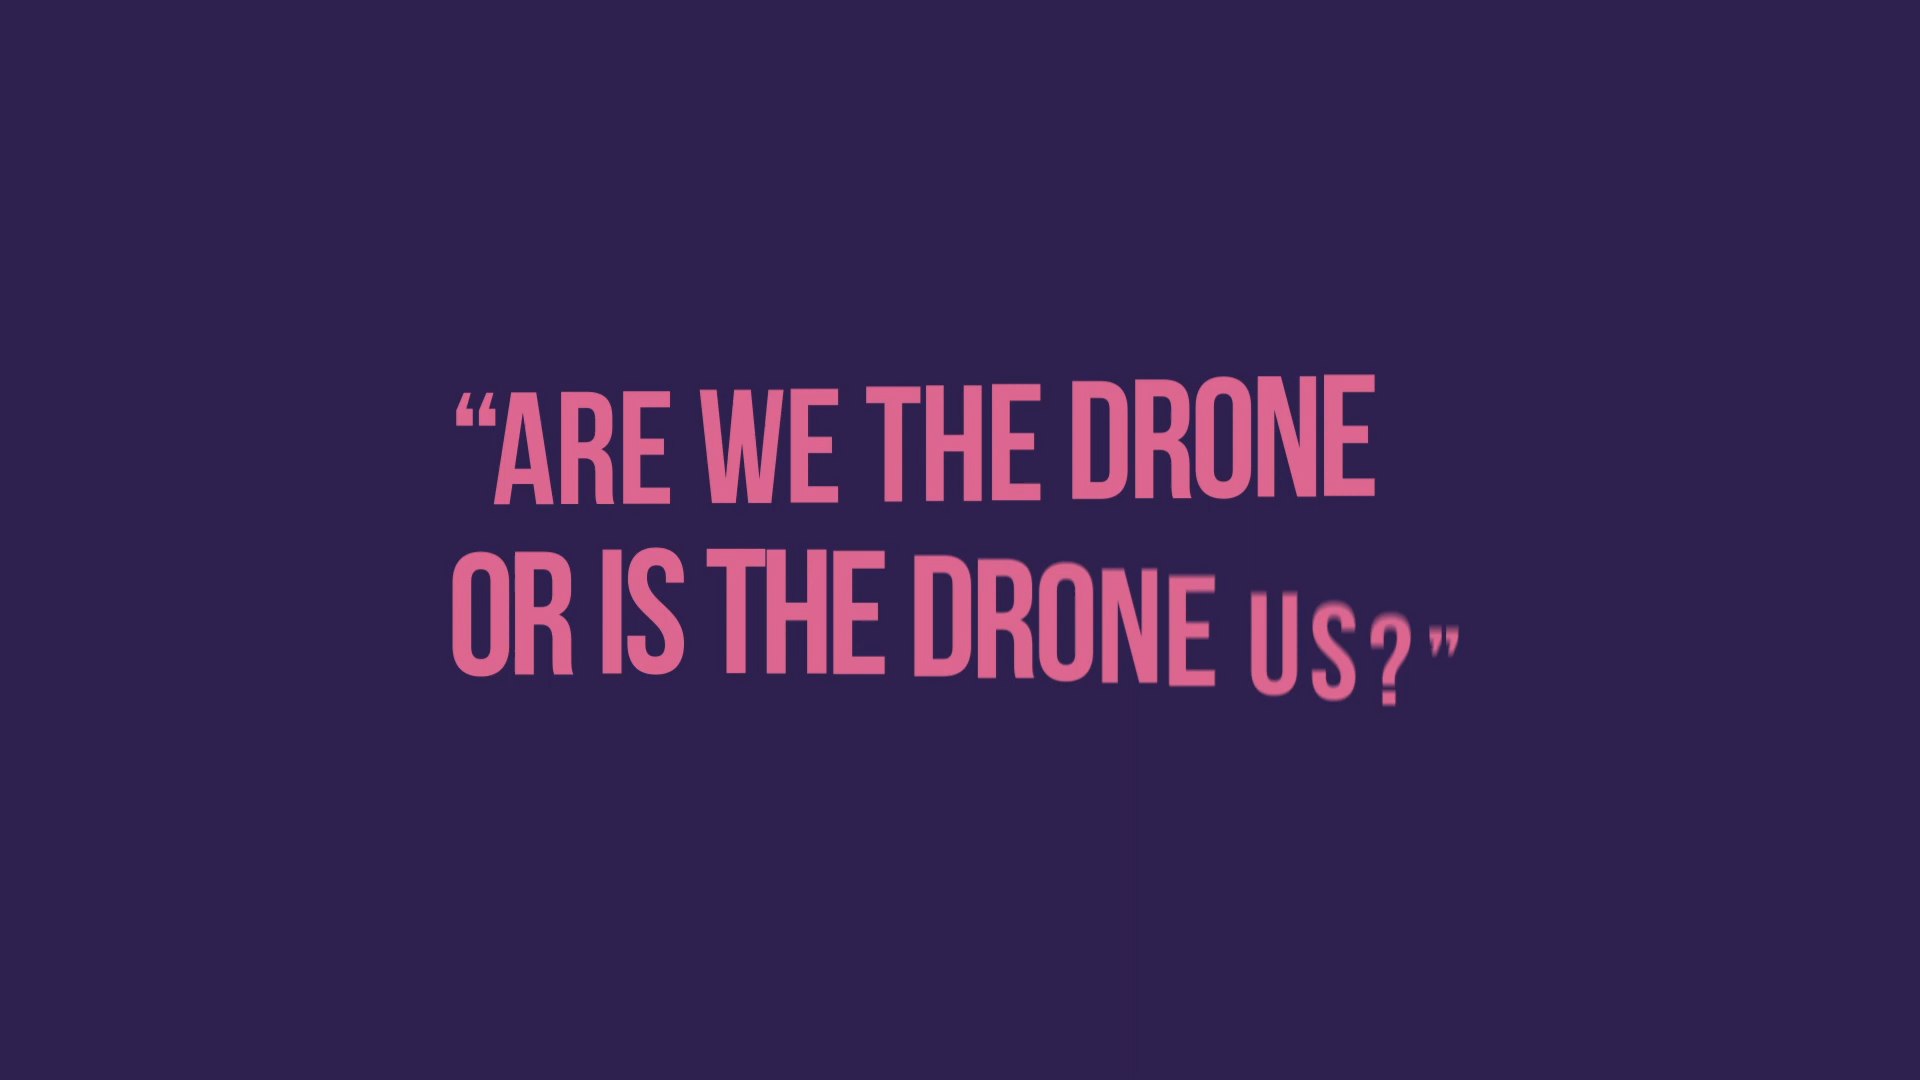 “ARE WE THE DRONE
OR IS THE DRONE US?”